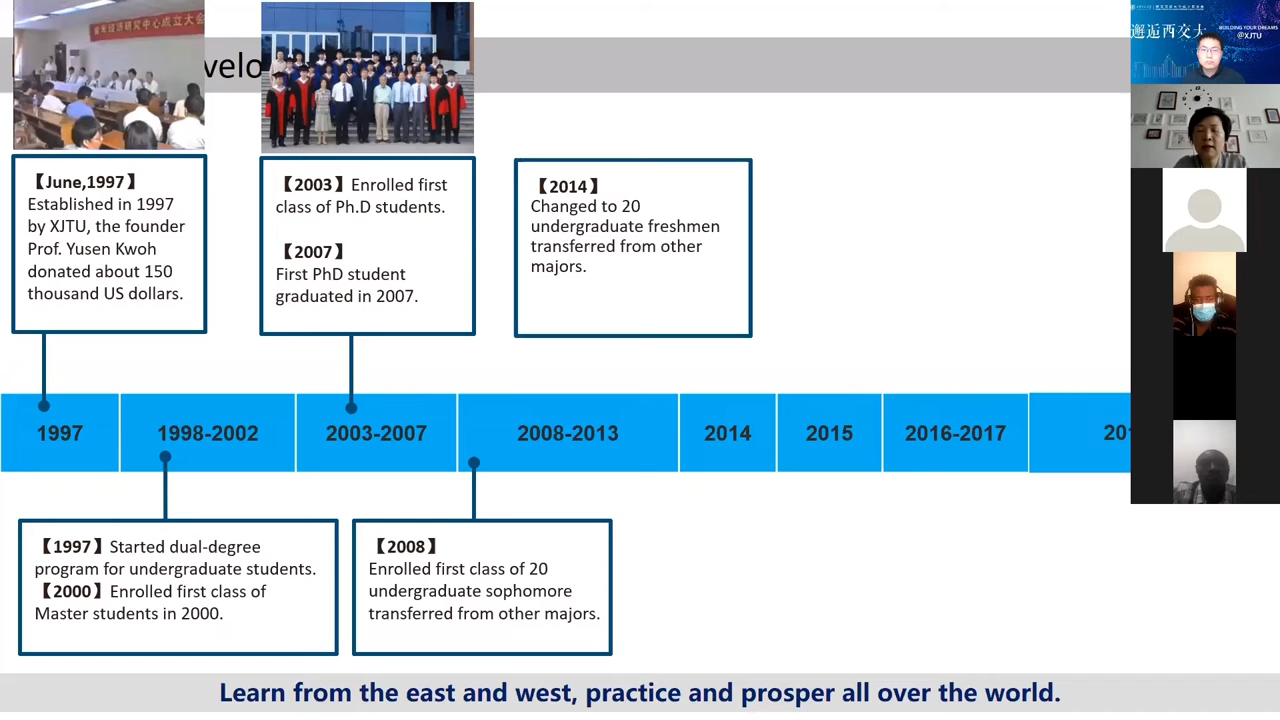 velo
【June,1997】
Established in 1997
by XJTU, the founder
Prof. Yusen Kwoh
donated about 150
thousand US dollars.
【2003】Enrolled first
class of Ph.D students.
【2007】
First PhD student
graduated in 2007.
【2014】
Changed to 20
undergraduate freshmen
transferred from other
majors.
1997
1998-2002
2003-2007
2008-2013
2014
2015
2016-2017
【1997】Started dual-degree
program for undergraduate students.
【2000】Enrolled first class of
Master students in 2000.
【2008】
Enrolled first class of 20
undergraduate sophomore
transferred from other majors.
Learn from the east and west, practice and prosper all over the world.
邂逅西交大
BUILDING YOUR DREAMS
@XJTU